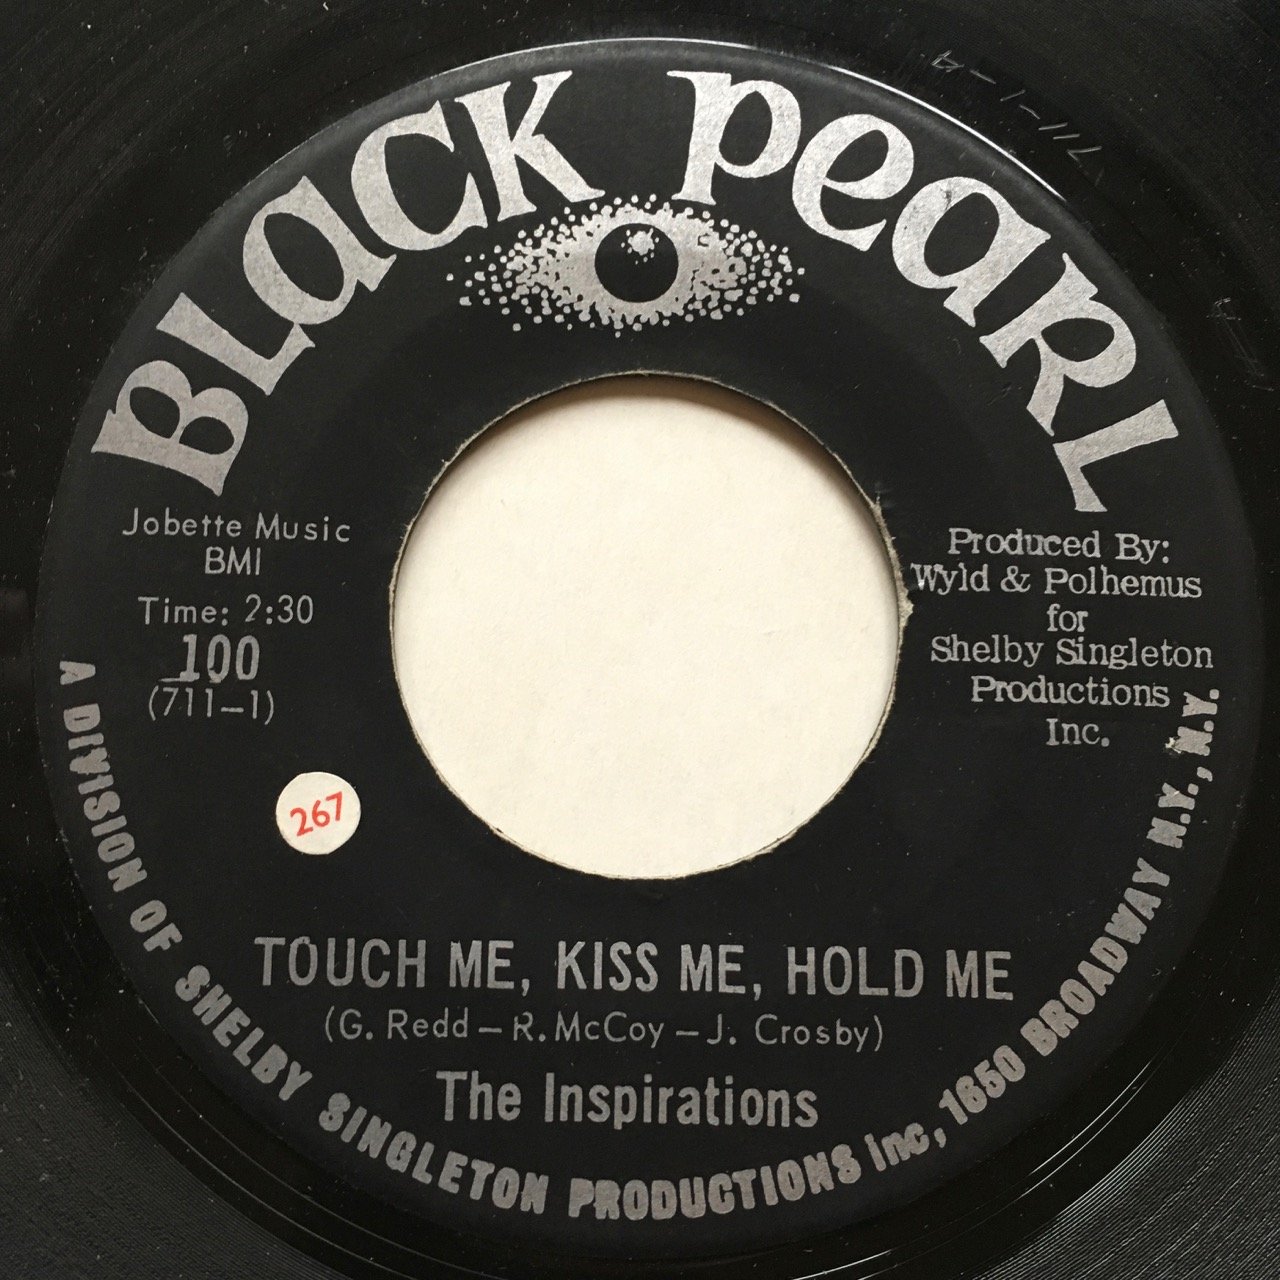 BLACK PEARL
Jobette Music
BMI
Time: 2:30
100
(711-1)
Produced By:
Wyld & Polhemus
for
Shelby Singleton
Productions
Inc.
267
TOUCH ME, KISS ME, HOLD ME
(G. Redd – R. McCoy – J. Crosby)
The Inspirations
A DIVISION OF SHELBY SINGLETON PRODUCTIONS inc, 1650 BROADWAY N.Y., N.Y.